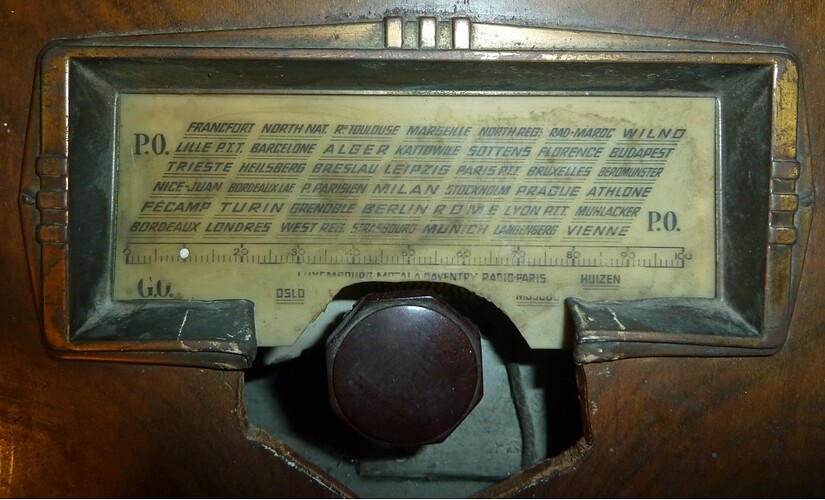 FRANCFORT NORTH NAT. Rº TOULOUSE MARSEILLE NORTH REG: RAD-MAROC WILNO
P.O. LILLE P.T.T. BARCELONE ALGER KATTOWILE SOTTENS FLORENCE BUDAPEST
TRIESTE HEILSBERG BRESLAU LEIPZIG PARIS P.T.T. BRUXELLES BEROMUNSTER
NICE-JUAN BORDEAUX LAF. P. PARISIEN MILAN STOCKHOLM PRAGUE ATHLONE
FÉCAMP TURIN GRENOBLE BERLIN ROME LYON P.T.T. MUHLACKER P.O.
BORDEAUX LONDRES WEST REG. STRASBOURG MUNICH LANGENBERG VIENNE
0 20 30 40 50 60 70 80 90 100
LUXEMBOURG MOTALA DAVENTRY RADIO-PARIS HUIZEN
G.O. OSLO MOSCOU